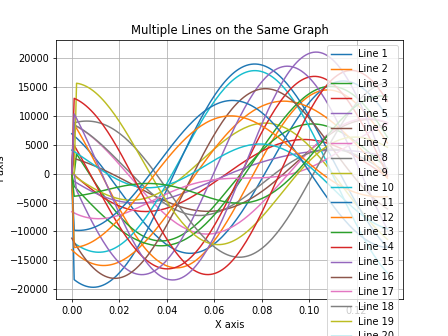 Multiple Lines on the Same Graph
20000
15000
10000
5000
0
−5000
−10000
−15000
−20000
0.00
0.02
0.04
0.06
0.08
0.10
X axis
Line 1
Line 2
Line 3
Line 4
Line 5
Line 6
Line 7
Line 8
Line 9
Line 10
Line 11
Line 12
Line 13
Line 14
Line 15
Line 16
Line 17
Line 18
Line 19
Line 20